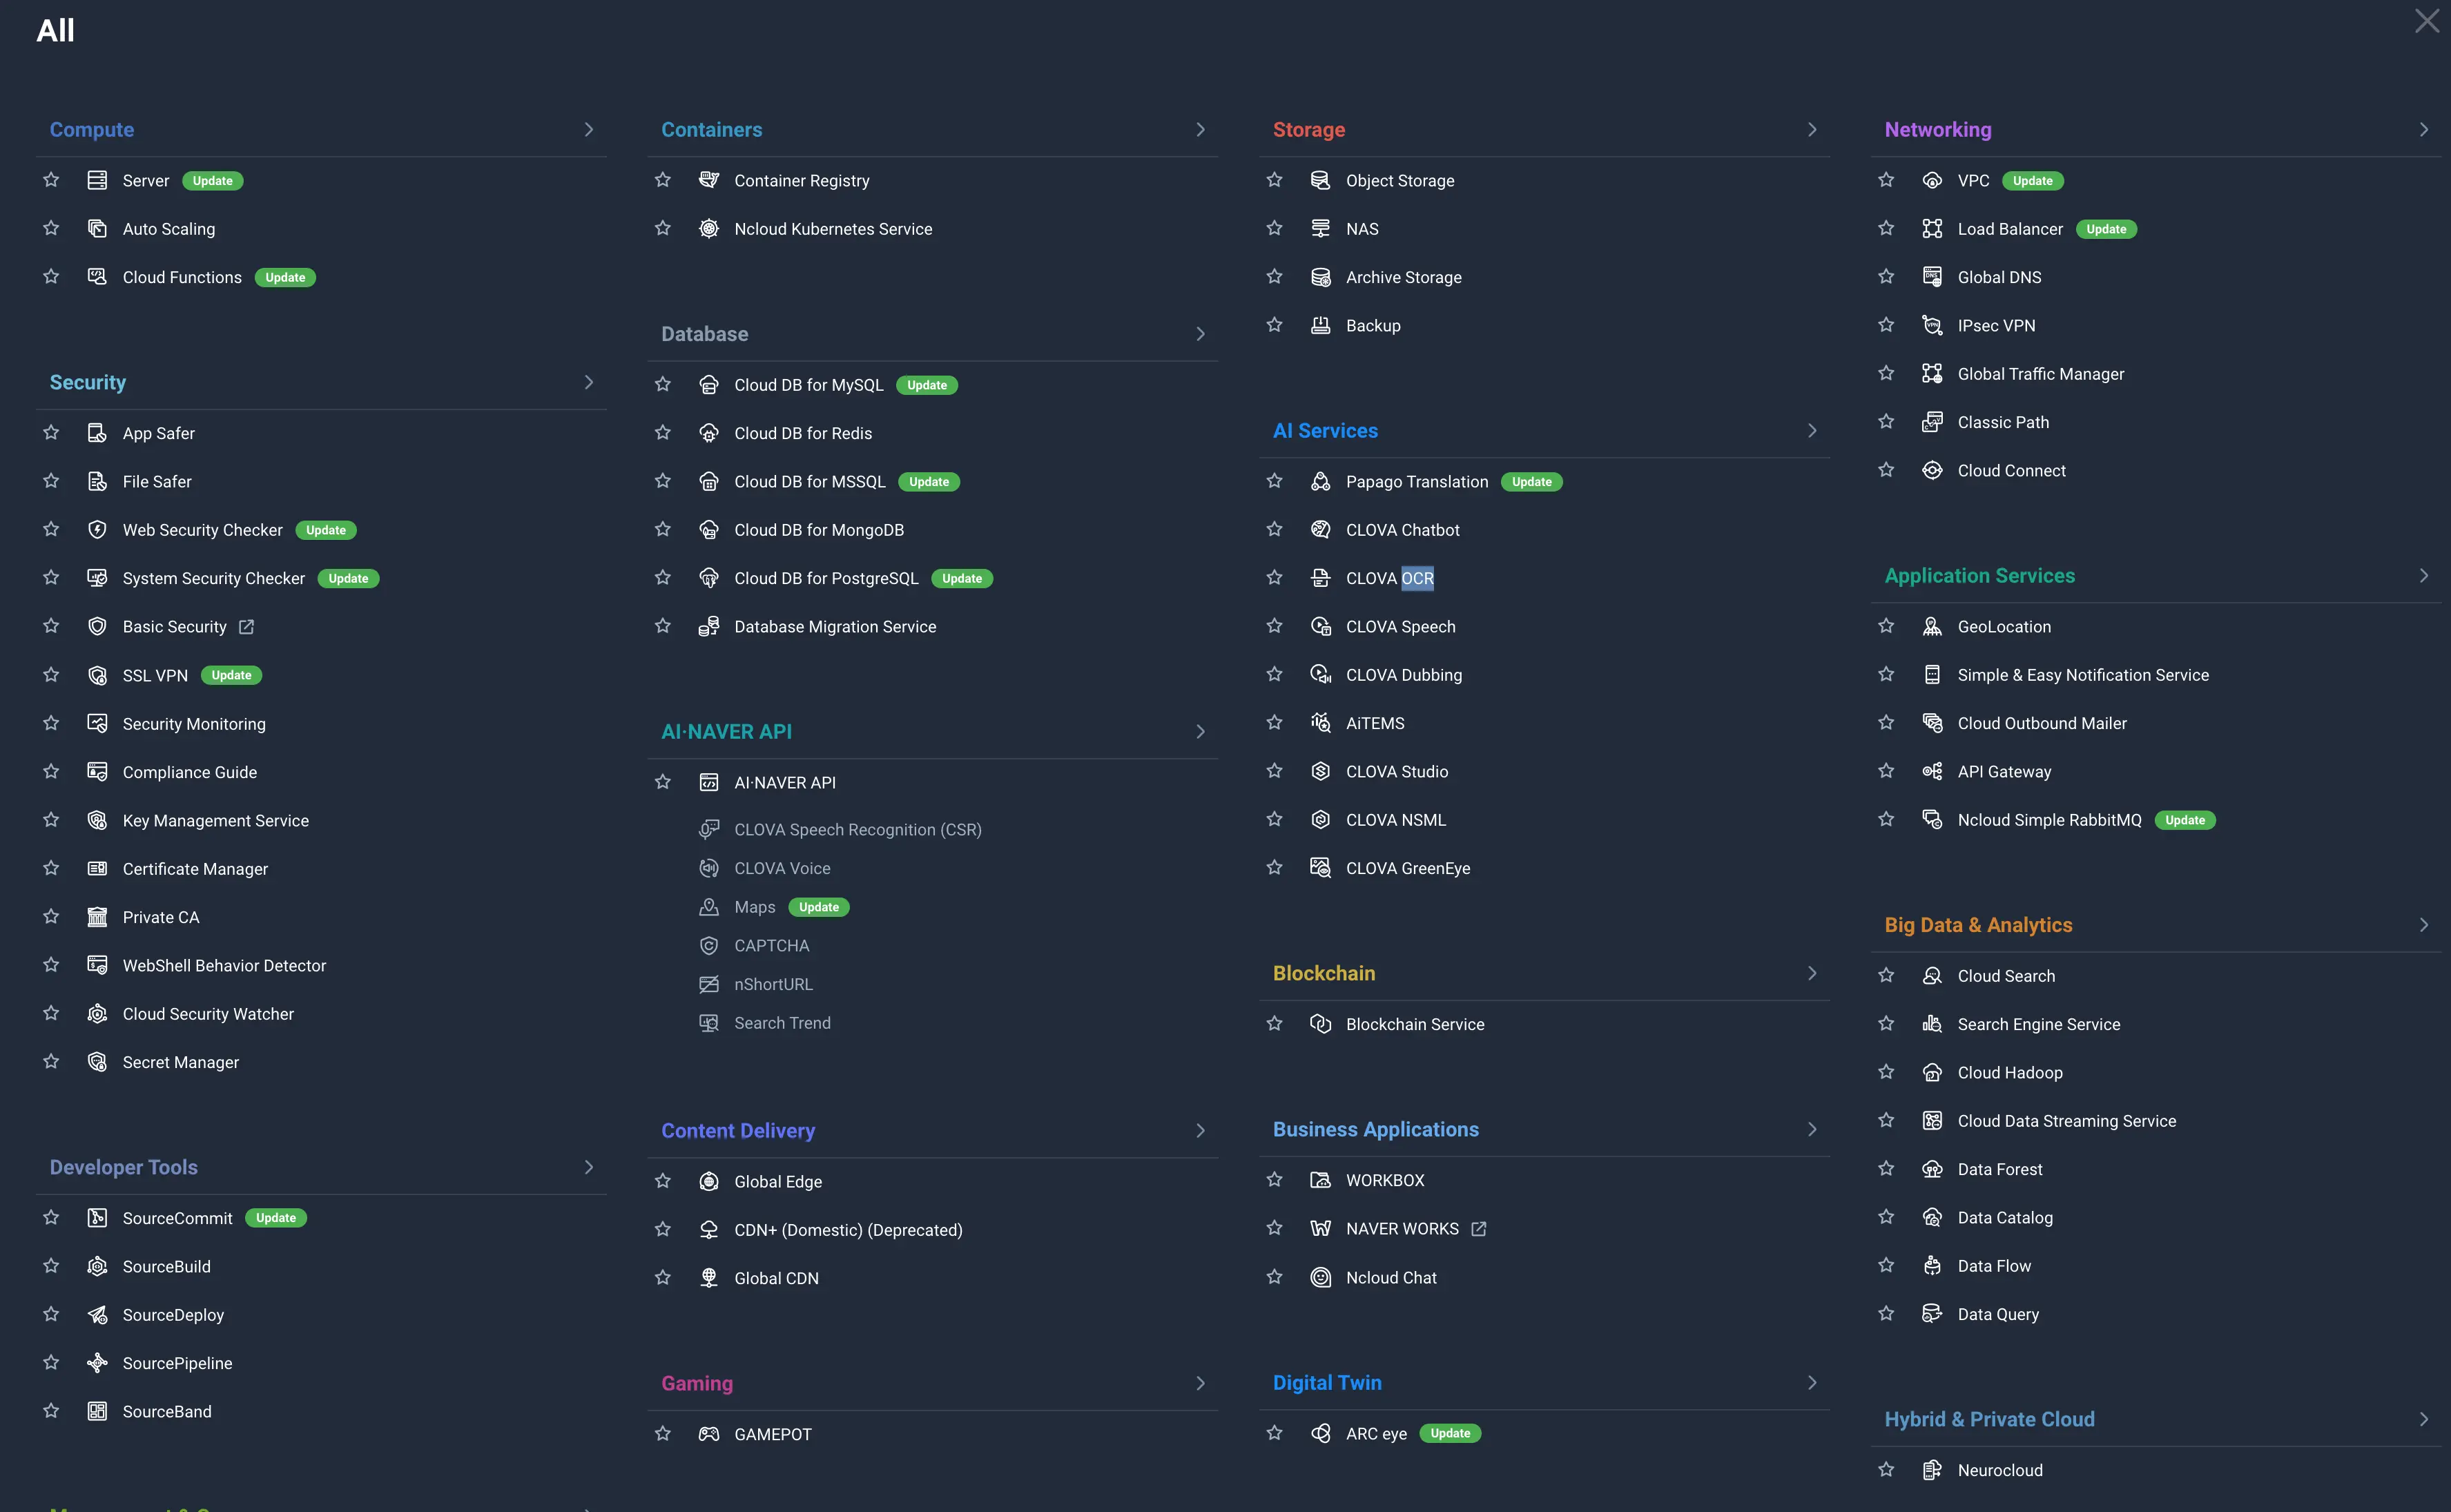 All
Compute
Server Update
Auto Scaling
Cloud Functions Update
Security
App Safer
File Safer
Web Security Checker Update
System Security Checker Update
Basic Security
SSL VPN Update
Security Monitoring
Compliance Guide
Key Management Service
Certificate Manager
Private CA
WebShell Behavior Detector
Cloud Security Watcher
Secret Manager
Developer Tools
SourceCommit Update
SourceBuild
SourceDeploy
SourcePipeline
SourceBand
Containers
Container Registry
Ncloud Kubernetes Service
Database
Cloud DB for MySQL Update
Cloud DB for Redis
Cloud DB for MSSQL Update
Cloud DB for MongoDB
Cloud DB for PostgreSQL Update
Database Migration Service
AI·NAVER API
AI·NAVER API
CLOVA Speech Recognition (CSR)
CLOVA Voice
Maps Update
CAPTCHA
nShortURL
Search Trend
Content Delivery
Global Edge
CDN+ (Domestic) (Deprecated)
Global CDN
Gaming
GAMEPOT
Storage
Object Storage
NAS
Archive Storage
Backup
AI Services
Papago Translation Update
CLOVA Chatbot
CLOVA OCR
CLOVA Speech
CLOVA Dubbing
AiTEMS
CLOVA Studio
CLOVA NSML
CLOVA GreenEye
Blockchain
Blockchain Service
Business Applications
WORKBOX
NAVER WORKS
Ncloud Chat
Digital Twin
ARC eye Update
Networking
VPC Update
Load Balancer Update
Global DNS
IPsec VPN
Global Traffic Manager
Classic Path
Cloud Connect
Application Services
GeoLocation
Simple & Easy Notification Service
Cloud Outbound Mailer
API Gateway
Ncloud Simple RabbitMQ Update
Big Data & Analytics
Cloud Search
Search Engine Service
Cloud Hadoop
Cloud Data Streaming Service
Data Forest
Data Catalog
Data Flow
Data Query
Hybrid & Private Cloud
Neurocloud